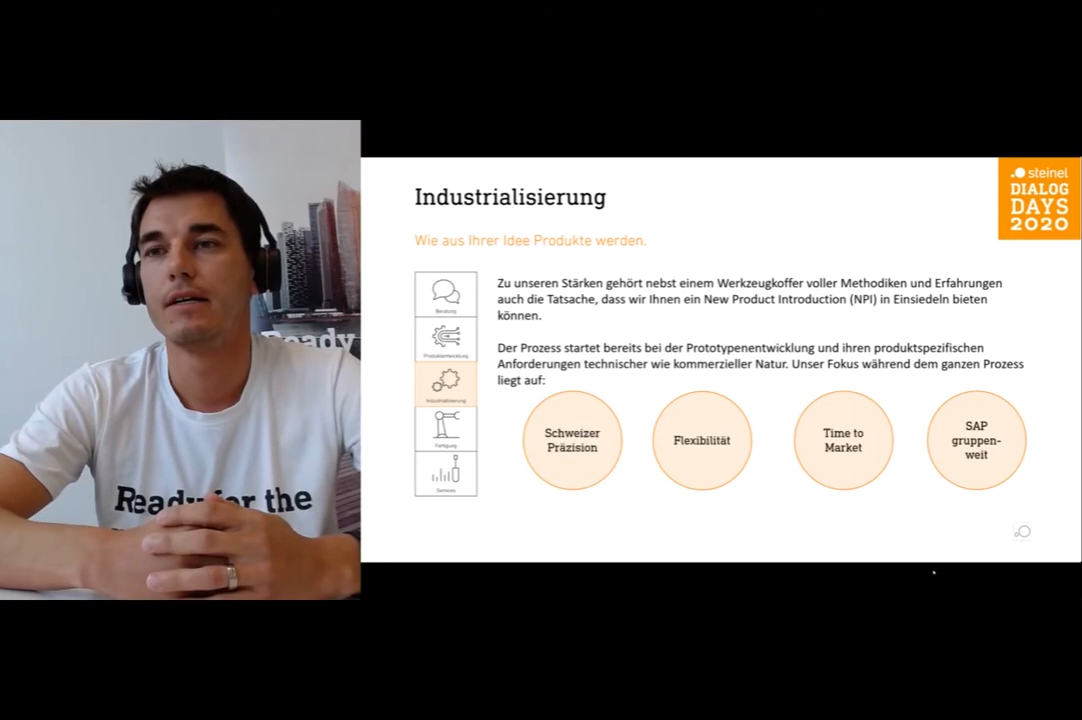 steinel
DIALOG
DAYS
2020
Industrialisierung
Wie aus Ihrer Idee Produkte werden.
Beratung
Produktentwicklung
Industrialisierung
Fertigung
Services
Zu unseren Stärken gehört nebst einem Werkzeugkoffer voller Methodiken und Erfahrungen
auch die Tatsache, dass wir Ihnen ein New Product Introduction (NPI) in Einsiedeln bieten
können.
Der Prozess startet bereits bei der Prototypenentwicklung und ihren produktspezifischen
Anforderungen technischer wie kommerzieller Natur. Unser Fokus während dem ganzen Prozess
liegt auf:
Schweizer
Präzision
Flexibilität
Time to
Market
SAP
gruppen-
weit
Ready
Ready for the